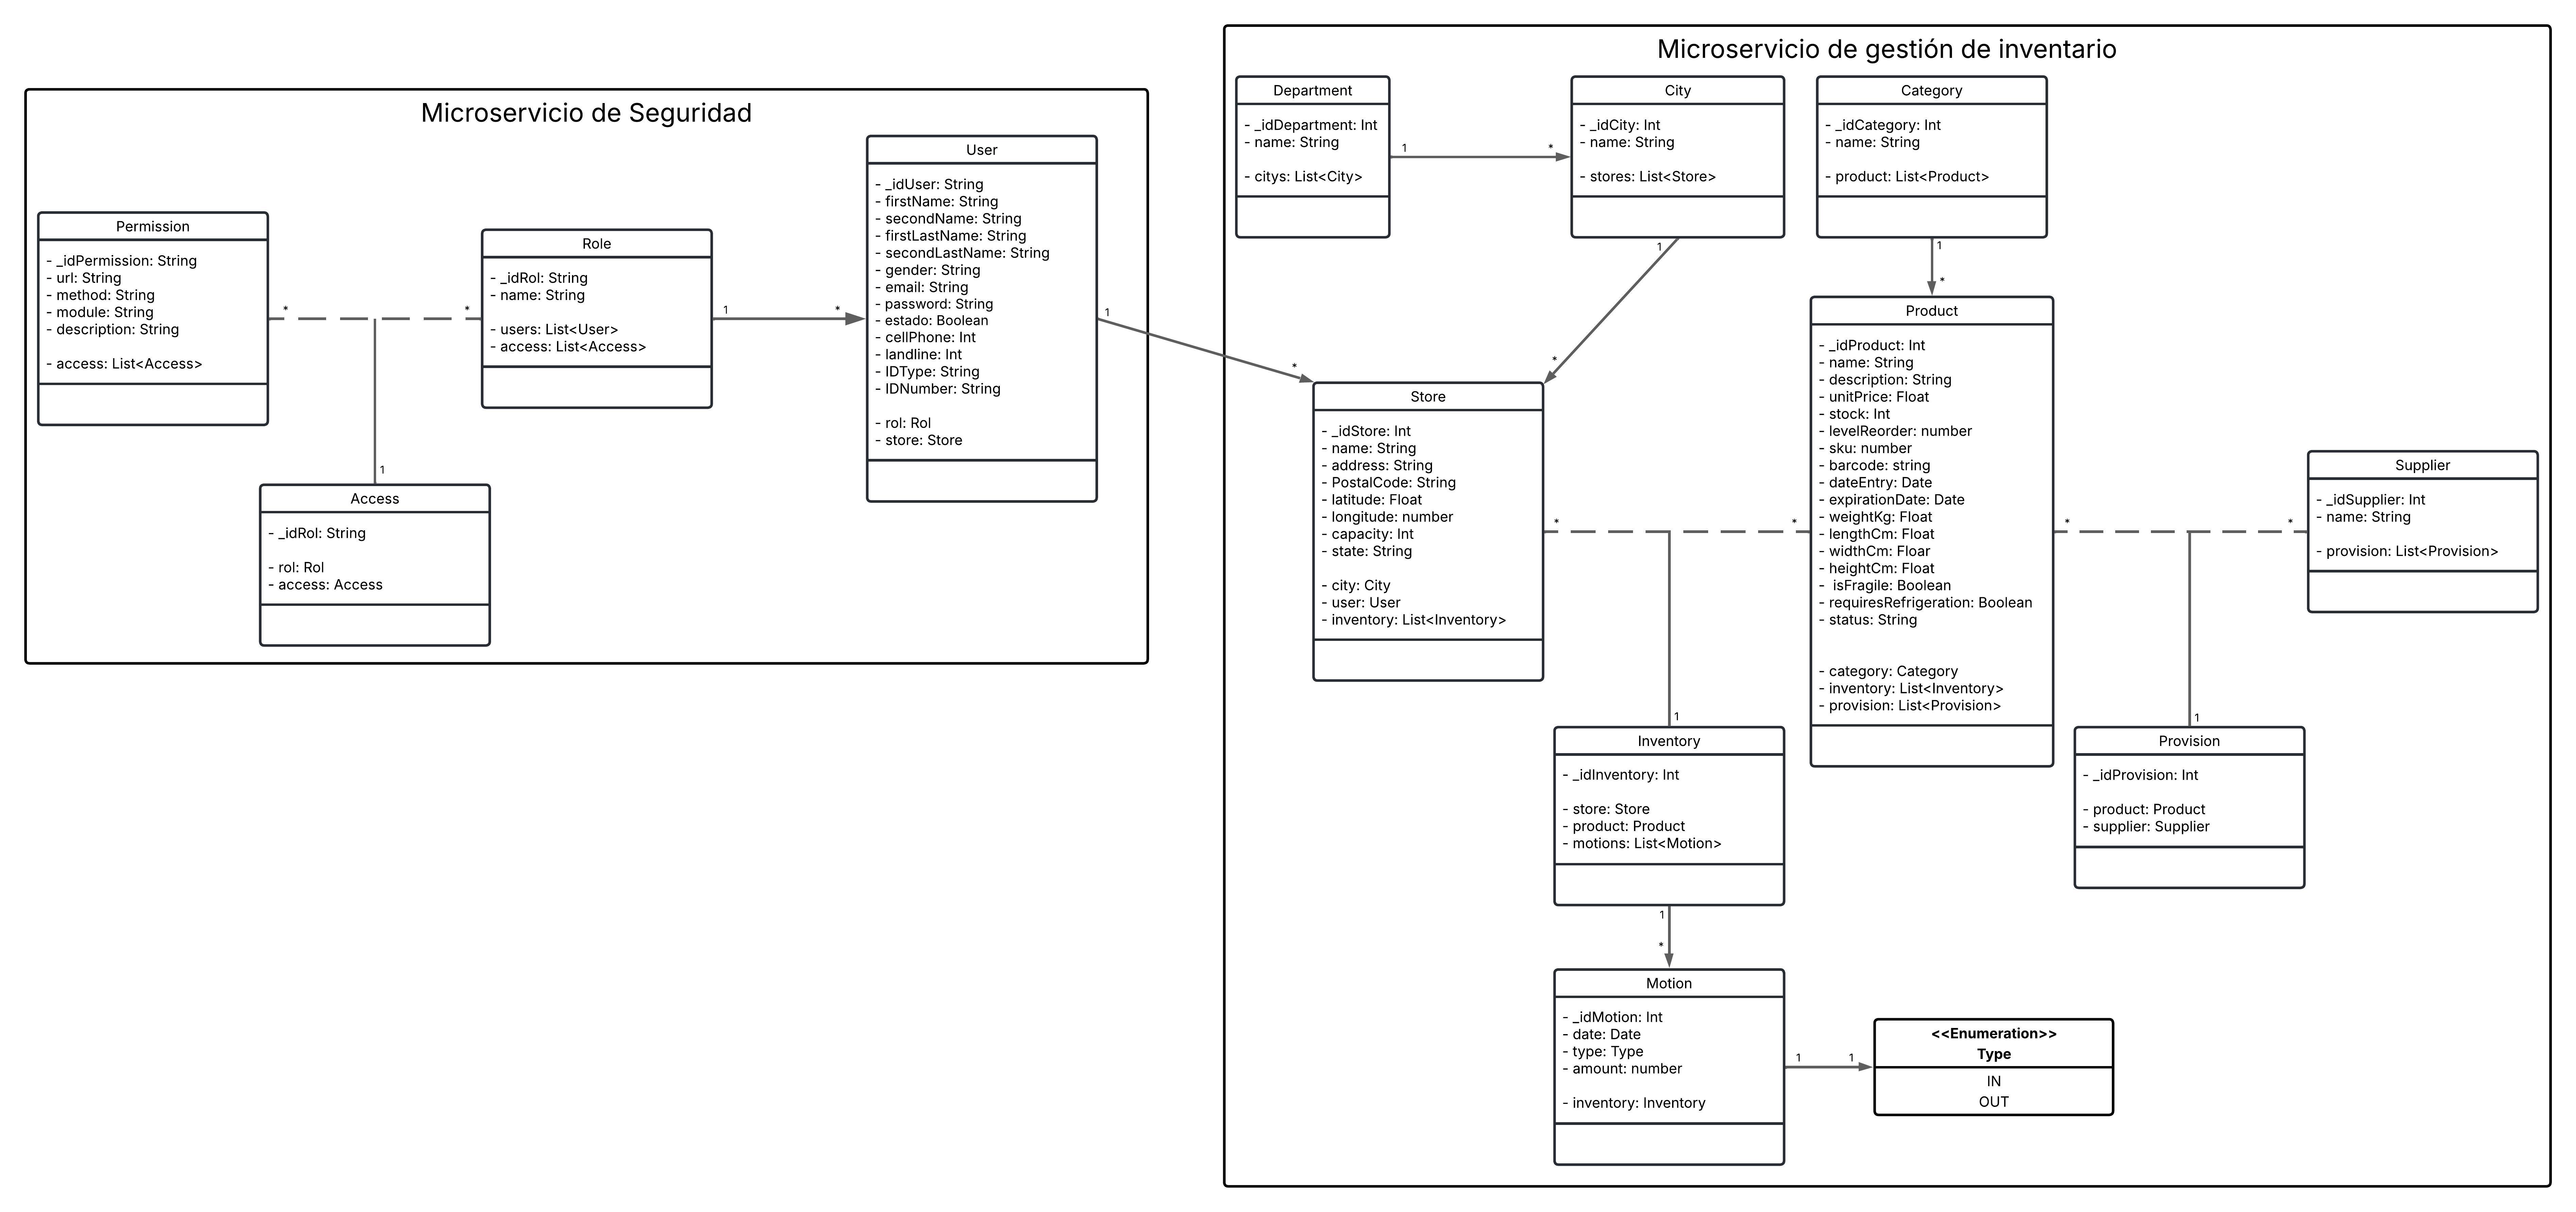 Microservicio de Seguridad
Permission
- _idPermission: String
- url: String
- method: String
- module: String
- description: String
- access: List<Access>
*
*
Role
- _idRol: String
- name: String
- users: List<User>
- access: List<Access>
1
Access
- _idRol: String
- rol: Rol
- access: Access
1
*
User
- _idUser: String
- firstName: String
- secondName: String
- firstLastName: String
- secondLastName: String
- gender: String
- email: String
- password: String
- estado: Boolean
- cellPhone: Int
- landline: Int
- IDType: String
- IDNumber: String
- rol: Rol
- store: Store
1
*
Microservicio de gestión de inventario
Department
- _idDepartment: Int
- name: String
- citys: List<City>
1
*
City
- _idCity: Int
- name: String
- stores: List<Store>
1
*
Category
- _idCategory: Int
- name: String
- product: List<Product>
1
*
Store
- _idStore: Int
- name: String
- address: String
- PostalCode: String
- latitude: Float
- longitude: number
- capacity: Int
- state: String
- city: City
- user: User
- inventory: List<Inventory>
*
*
Product
- _idProduct: Int
- name: String
- description: String
- unitPrice: Float
- stock: Int
- levelReorder: number
- sku: number
- barcode: string
- dateEntry: Date
- expirationDate: Date
- weightKg: Float
- lengthCm: Float
- widthCm: Floar
- heightCm: Float
- isFragile: Boolean
- requiresRefrigeration: Boolean
- status: String
- category: Category
- inventory: List<Inventory>
- provision: List<Provision>
*
*
Supplier
- _idSupplier: Int
- name: String
- provision: List<Provision>
1
Inventory
- _idInventory: Int
- store: Store
- product: Product
- motions: List<Motion>
1
Provision
- _idProvision: Int
- product: Product
- supplier: Supplier
1
*
Motion
- _idMotion: Int
- date: Date
- type: Type
- amount: number
- inventory: Inventory
1
1
<<Enumeration>>
Type
IN
OUT